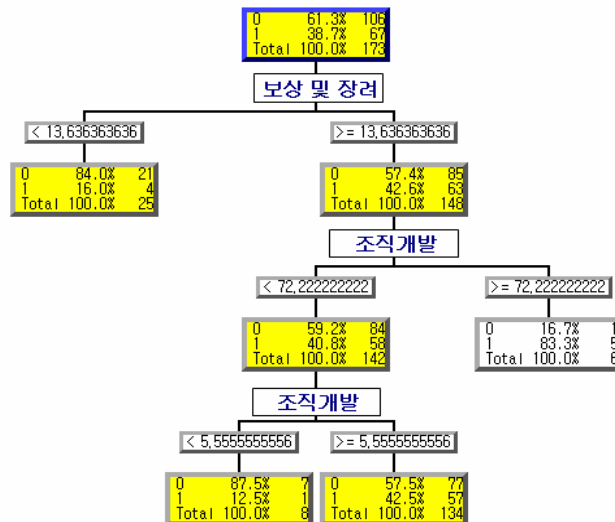 0 61.3% 106
1 38.7% 67
Total 100.0% 173
보상 및 장려
< 13,636363636
>= 13,636363636
0 84.0% 21
1 16.0% 4
Total 100.0% 25
0 57.4% 85
1 42.6% 63
Total 100.0% 148
조직개발
< 72,222222222
>= 72,222222222
0 59.2% 84
1 40.8% 58
Total 100.0% 142
0 16.7% 1
1 83.3% 5
Total 100.0% 6
조직개발
< 5,5555555556
>= 5,5555555556
0 87.5% 7
1 12.5% 1
Total 100.0% 8
0 57.5% 77
1 42.5% 57
Total 100.0% 134